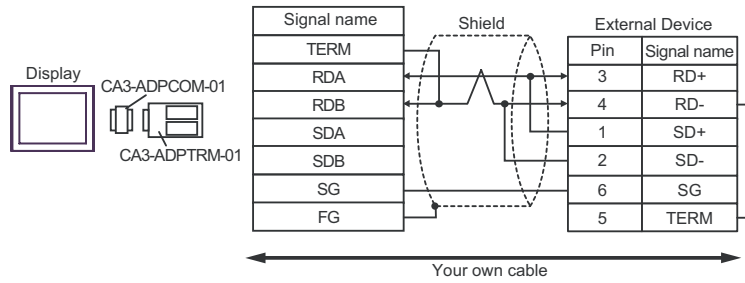 Display
CA3-ADPCOM-01
CA3-ADPTRM-01
Signal name
TERM
RDA
RDB
SDA
SDB
SG
FG
Shield
External Device
Pin Signal name
3 RD+
4 RD-
1 SD+
2 SD-
6 SG
5 TERM
Your own cable